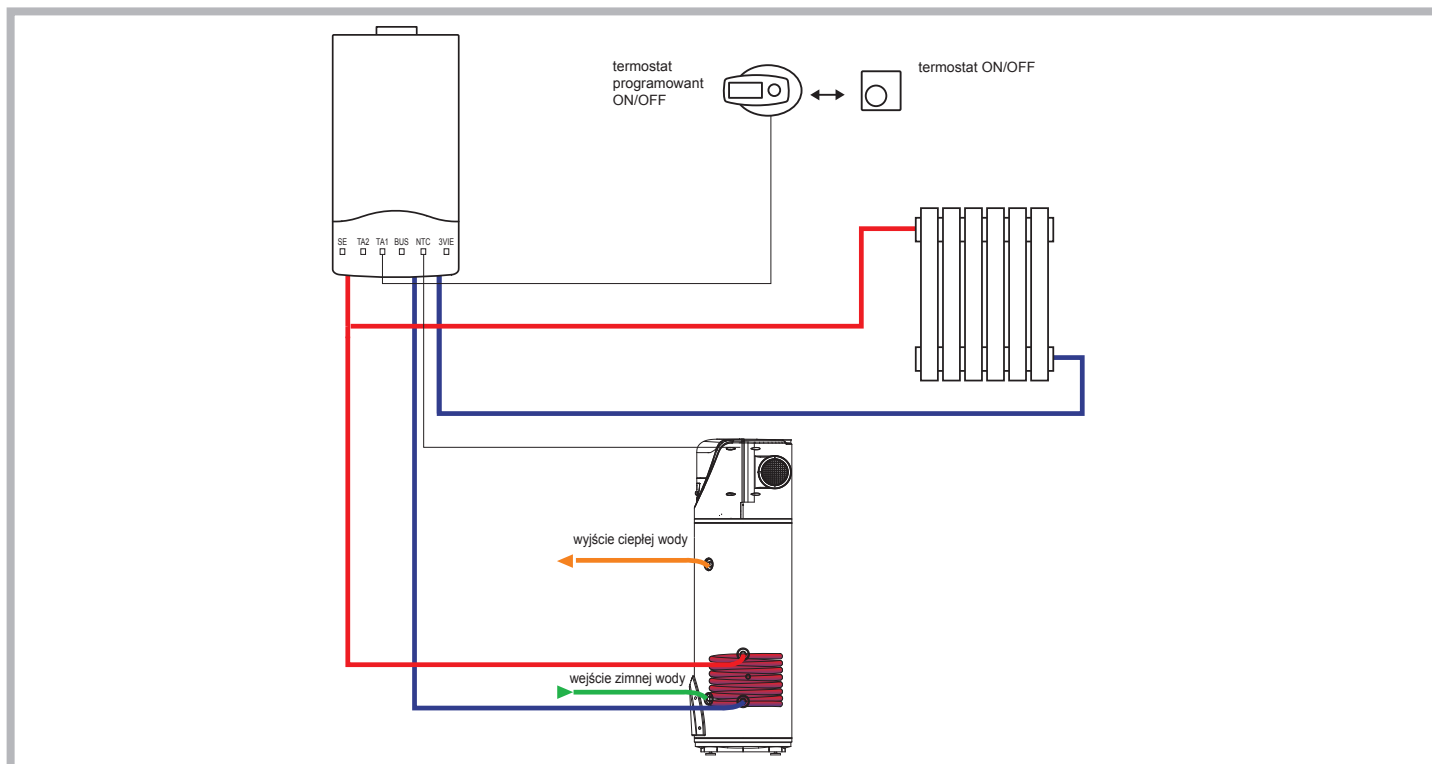 termostat
programowant
ON/OFF
termostat ON/OFF
SE TA2 TA1 BUS NTC 3VIE
wyjście ciepłej wody
wejście zimnej wody